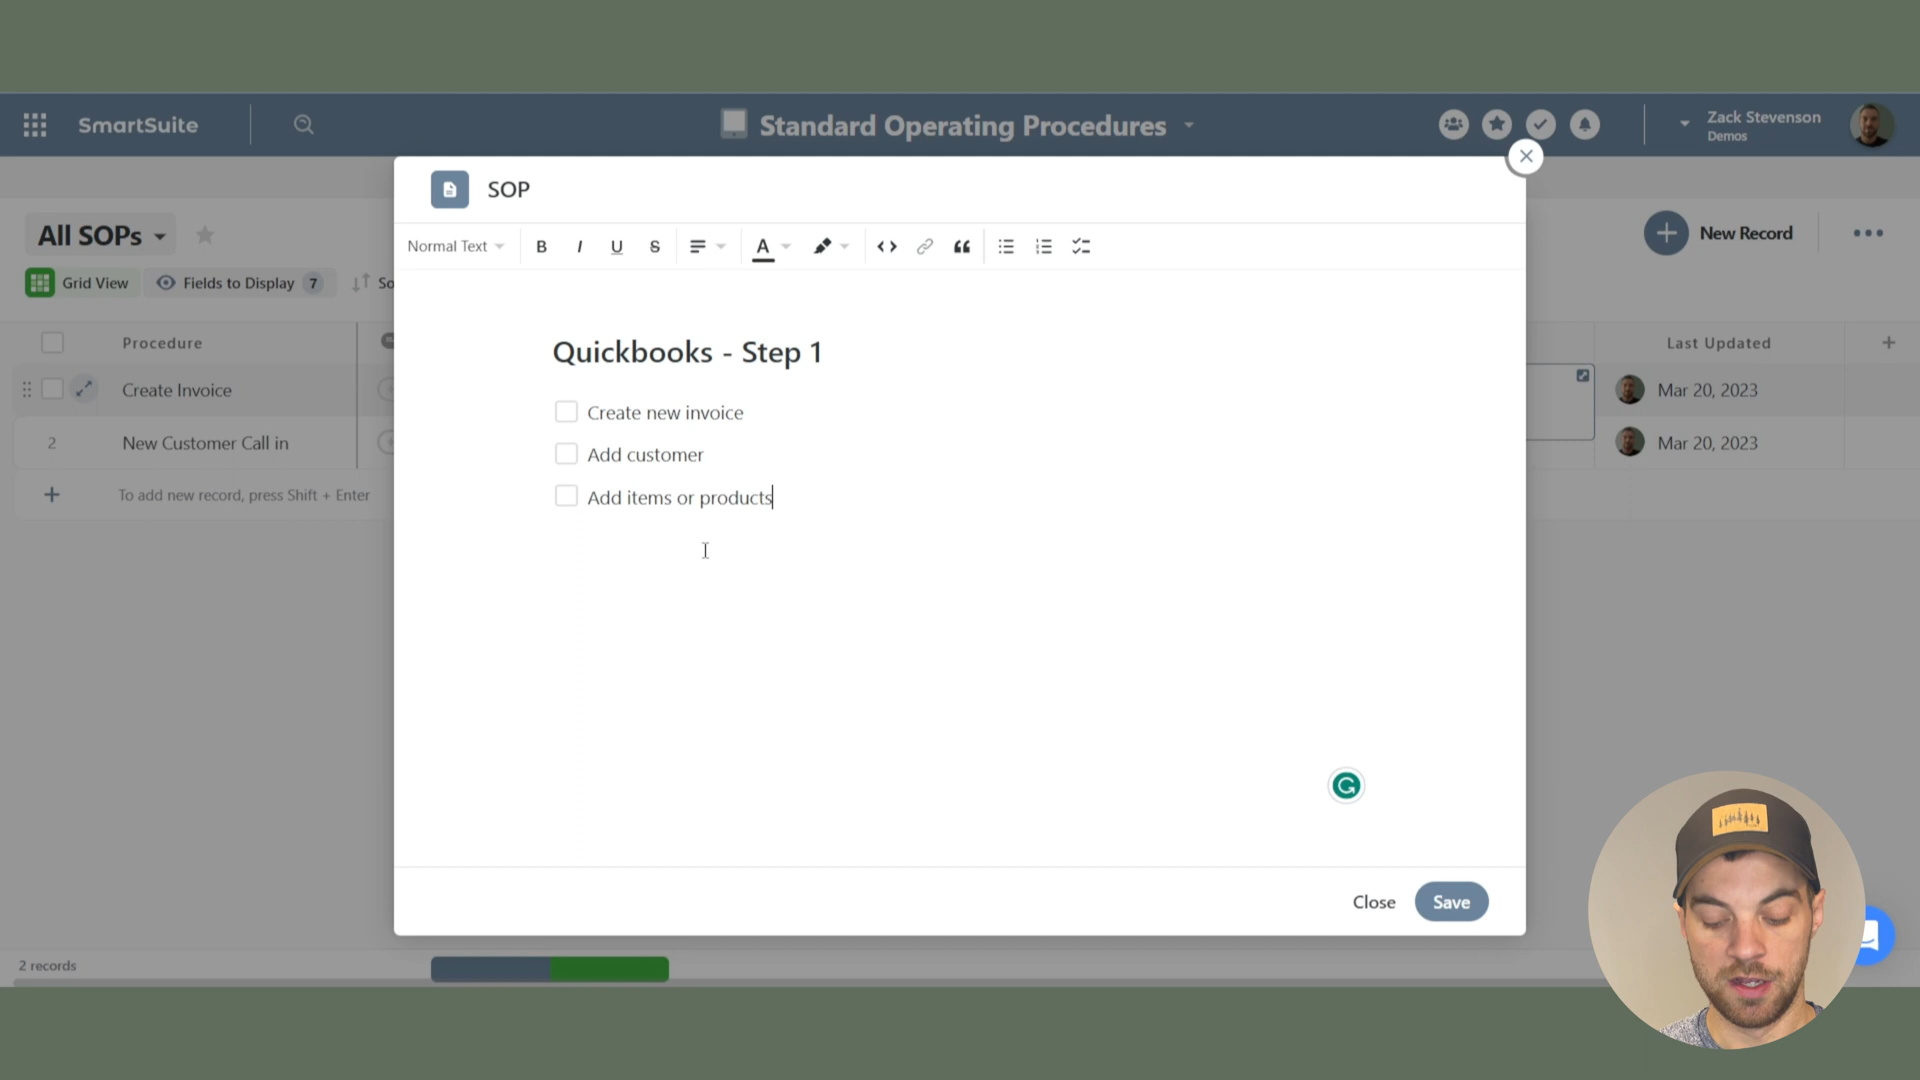 SmartSuite
Standard Operating Procedures
Zack Stevenson
Demos
SOP
All SOPs
New Record
Normal Text B I U S A
Grid View
Fields to Display 7
So
Procedure
Last Updated
Quickbooks - Step 1
Create Invoice
Mar 20, 2023
Create new invoice
2
New Customer Call in
Mar 20, 2023
Add customer
To add new record, press Shift + Enter
Add items or products
Close
Save
2 records